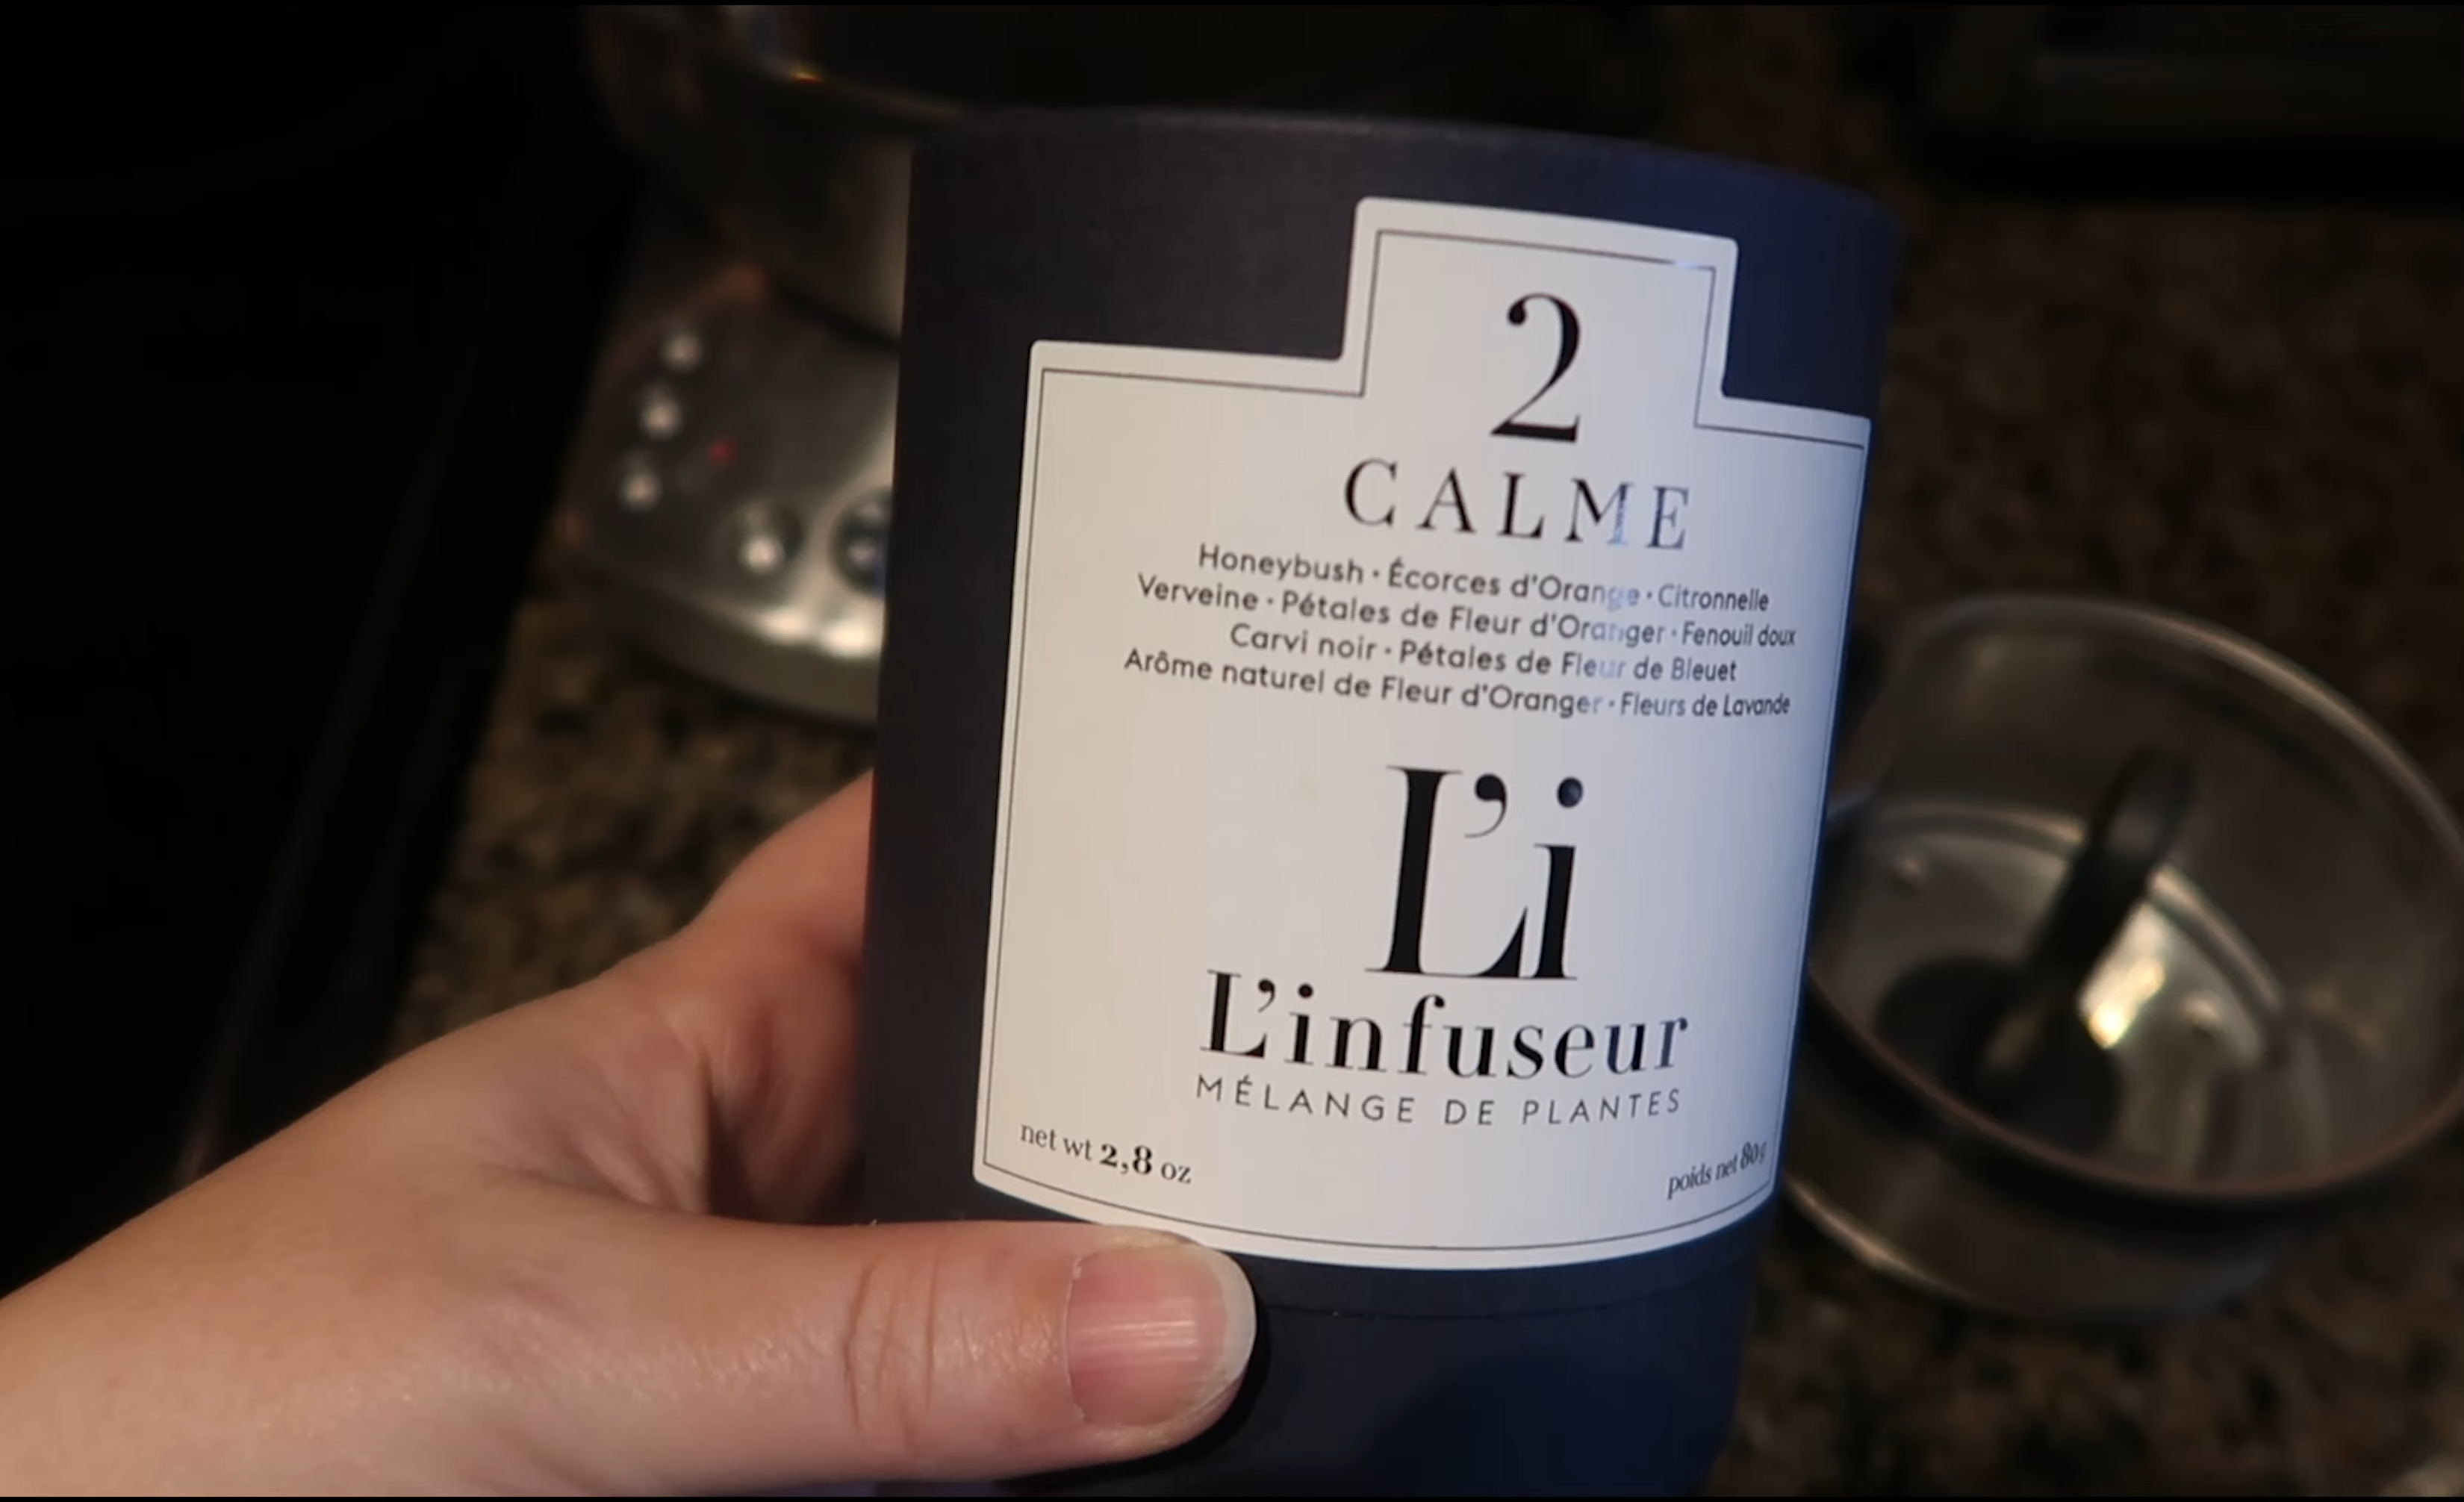 2
CALME
Honeybush · Écorces d'Orange · Citronnelle
Verveine · Pétales de Fleur d'Oranger · Fenouil doux
Carvi noir · Pétales de Fleur de Bleuet
Arôme naturel de Fleur d'Oranger · Fleurs de Lavande
L'i
L'infuseur
MÉLANGE DE PLANTES
net wt 2,8 oz
poids net 80g